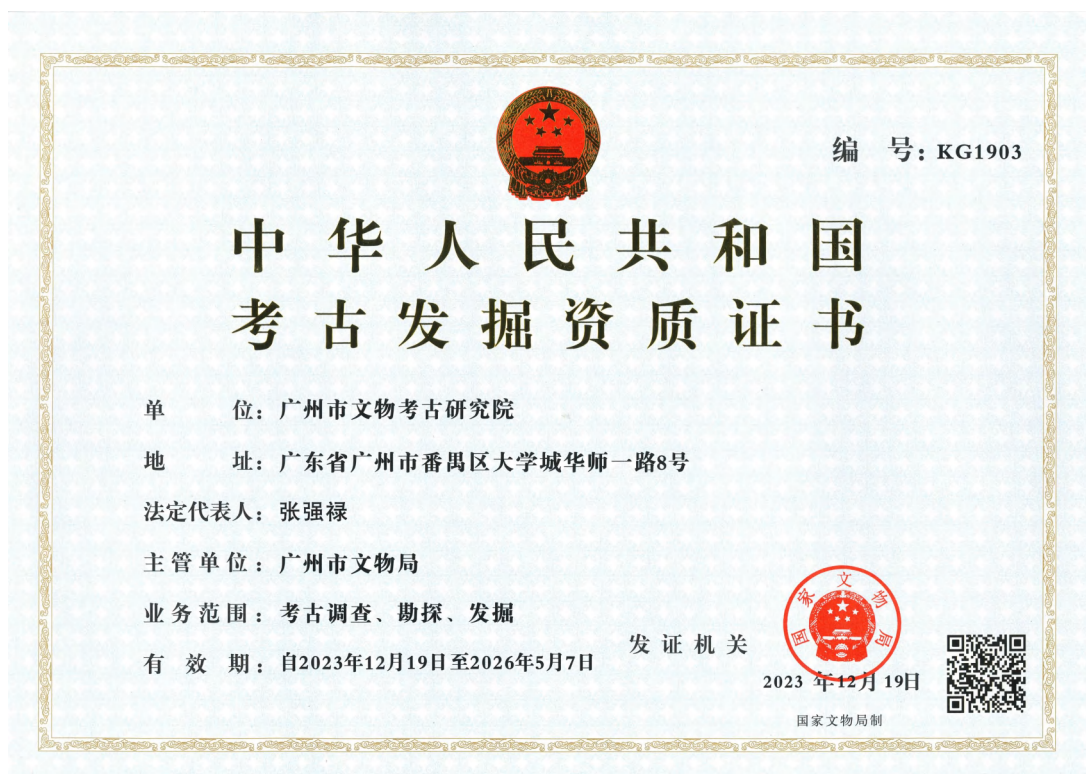 编 号：KG1903
中华人民共和国
考古发掘资质证书
单 位：广州市文物考古研究院
地 址：广东省广州市番禺区大学城华师一路8号
法定代表人：张强禄
主管单位：广州市文物局
业务范围：考古调查、勘探、发掘
有 效 期：自2023年12月19日至2026年5月7日
发证机关
国家文物局
2023 年12月 19日
国家文物局制